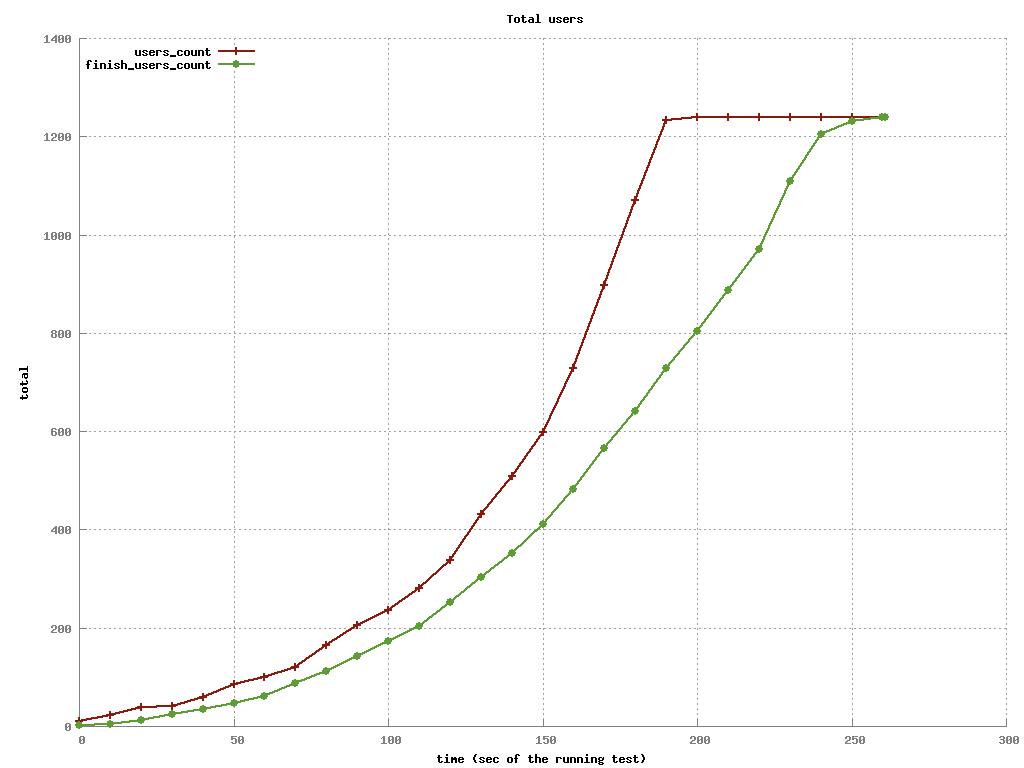 Total users
1400
users_count
finish_users_count
1200
1000
800
total
600
400
200
0
0 50 100 150 200 250 300
time (sec of the running test)